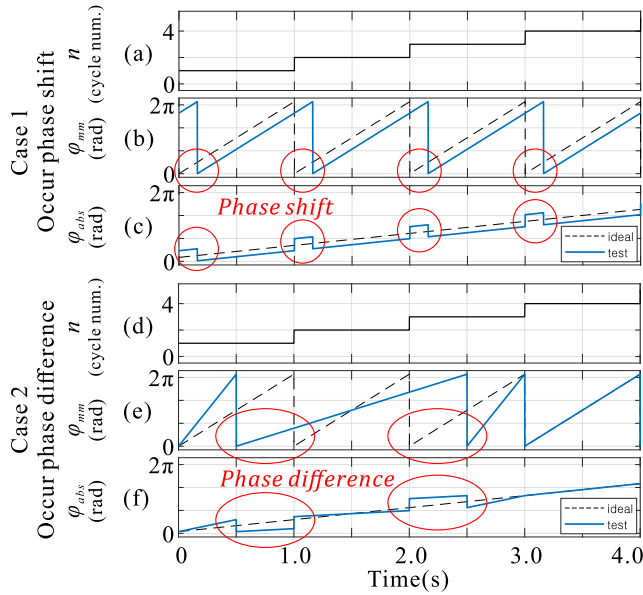 Case 1
Occur phase shift
(a)
n
(cycle num.)
4
2
0
(b)
φmm
(rad)
2π
0
(c)
φabs
(rad)
2π
0
Phase shift
ideal
test
Case 2
Occur phase difference
(d)
n
(cycle num.)
4
2
0
(e)
φmm
(rad)
2π
0
(f)
φabs
(rad)
2π
0
Phase difference
ideal
test
0 1.0 2.0 3.0 4.0
Time(s)